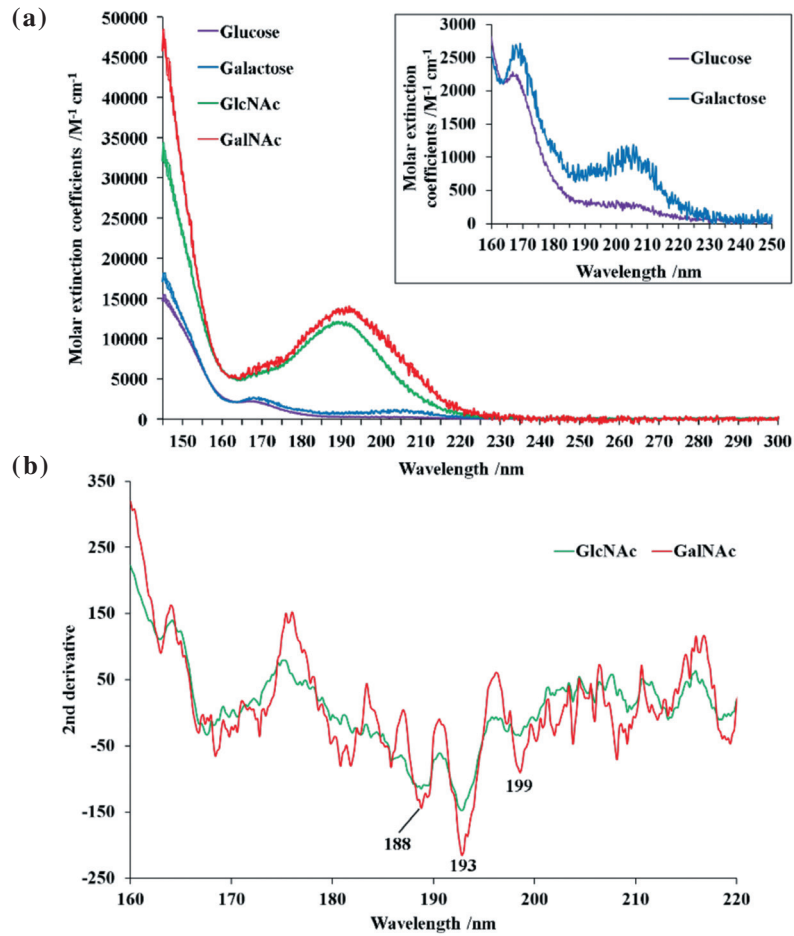 (a)
50000
45000
40000
35000
30000
25000
20000
15000
10000
5000
0
Molar extinction coefficients /M⁻¹ cm⁻¹
Glucose
Galactose
GlcNAc
GalNAc
150 160 170 180 190 200 210 220 230 240 250 260 270 280 290 300
Wavelength /nm
3000
2500
2000
1500
1000
500
0
Molar extinction
coefficients /M⁻¹ cm⁻¹
Glucose
Galactose
160 170 180 190 200 210 220 230 240 250
Wavelength /nm
(b)
350
250
150
50
-50
-150
-250
2nd derivative
GlcNAc GalNAc
188
193
199
160 170 180 190 200 210 220
Wavelength /nm